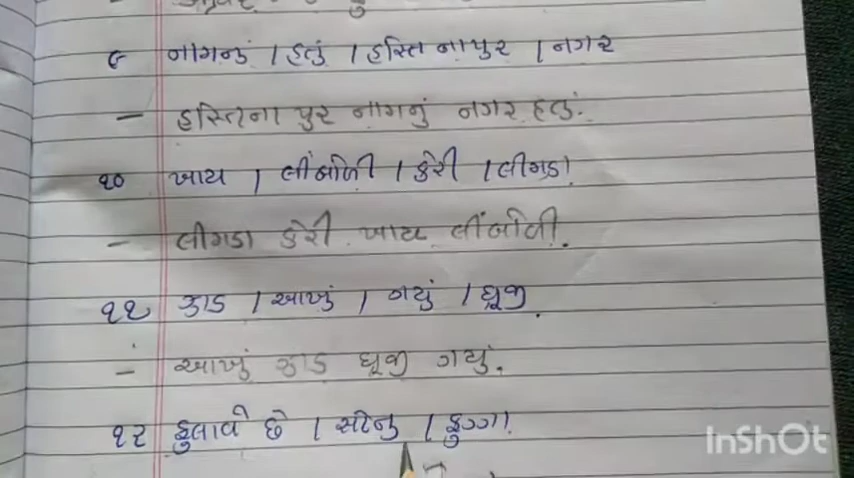 ૯ નાગનું / હતું / હસ્તિનાપુર / નગર
– હસ્તિનાપુર નાગનું નગર હતું.
૧૦ ખાય / લીંબોળી / કેરી / લીમડા
– લીમડા કેરી ખાય લીંબોળી.
૧૧ ઝાડ / આખું / ગયું / ધ્રૂજી
– આખું ઝાડ ધ્રૂજી ગયું.
૧૨ ફુલાવે છે / / ફુગ્ગા
InShOt